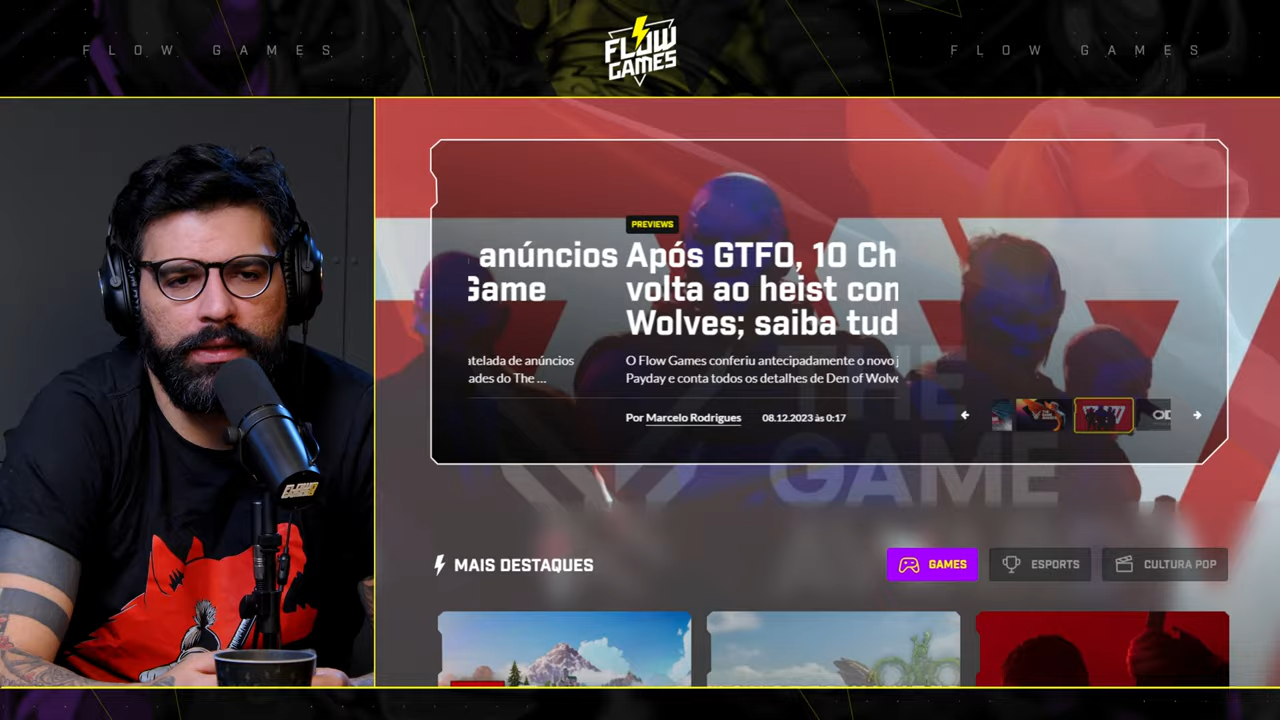 FLOW GAMES
FLOW
GAMES
FLOW GAMES
PREVIEWS
anúncios
Game
Após GTFO, 10 Ch
volta ao heist con
Wolves; saiba tud
atelada de anúncios
ades do The ...
O Flow Games conferiu antecipadamente o novo j
Payday e conta todos os detalhes de Den of Wolve
Por Marcelo Rodrigues
08.12.2023 às 0:17
THE
GAME
MAIS DESTAQUES
GAMES
ESPORTS
CULTURA POP
FLOW
GAMES